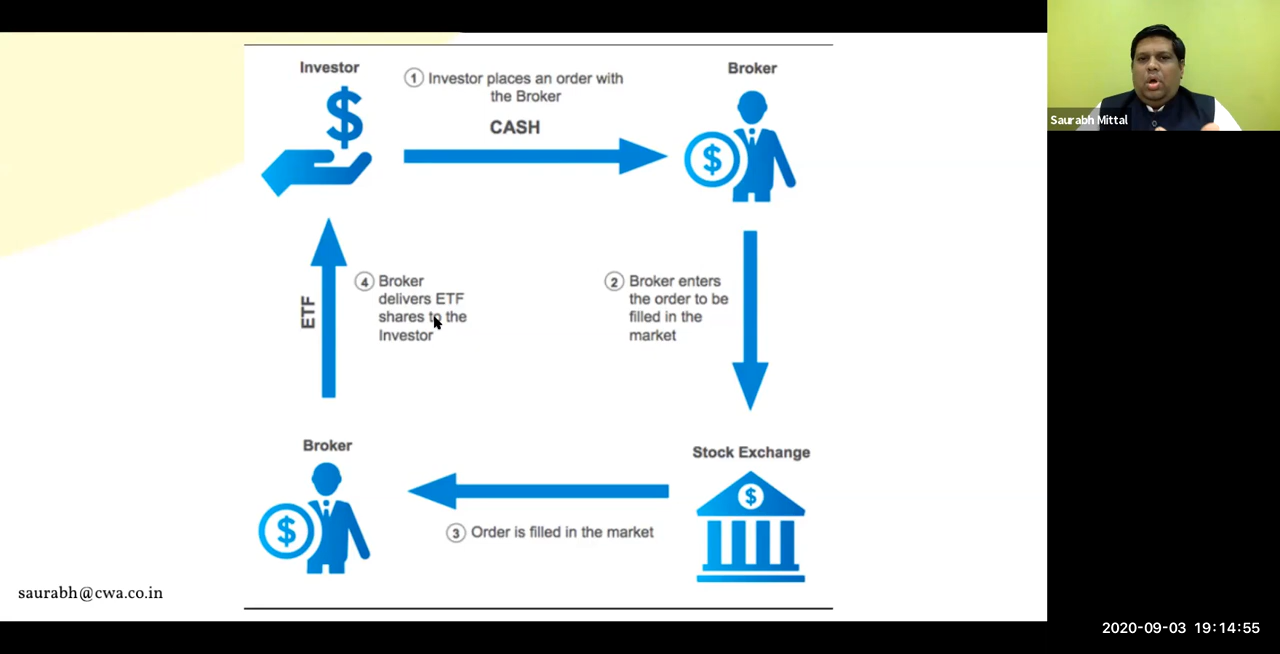 Investor
① Investor places an order with
the Broker
CASH
$
Broker
$
② Broker enters
the order to be
filled in the
market
④ Broker
delivers ETF
shares to the
Investor
ETF
Broker
$
Stock Exchange
$
③ Order is filled in the market
saurabh@cwa.co.in
Saurabh Mittal
2020-09-03 19:14:55